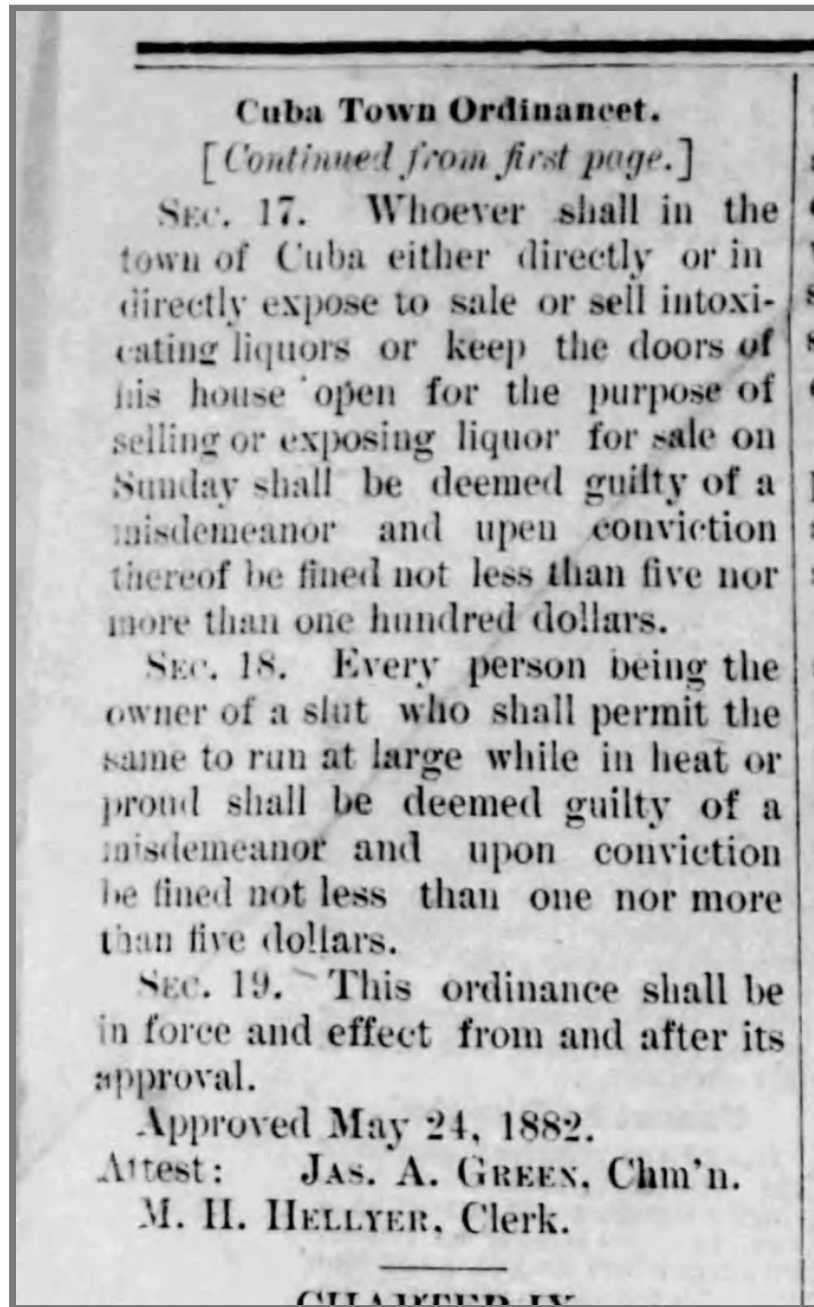 Cuba Town Ordinancet.
[Continued from first page.]
SEC. 17. Whoever shall in the
town of Cuba either directly or in
directly expose to sale or sell intoxi-
cating liquors or keep the doors of
his house open for the purpose of
selling or exposing liquor for sale on
Sunday shall be deemed guilty of a
misdemeanor and upen conviction
thereof be fined not less than five nor
more than one hundred dollars.
SEC. 18. Every person being the
owner of a slut who shall permit the
same to run at large while in heat or
proud shall be deemed guilty of a
misdemeanor and upon conviction
be fined not less than one nor more
than five dollars.
SEC. 19. This ordinance shall be
in force and effect from and after its
approval.
Approved May 24, 1882.
Attest: JAS. A. GREEN, Chm'n.
M. H. HELLYER, Clerk.
CHAPTER IX